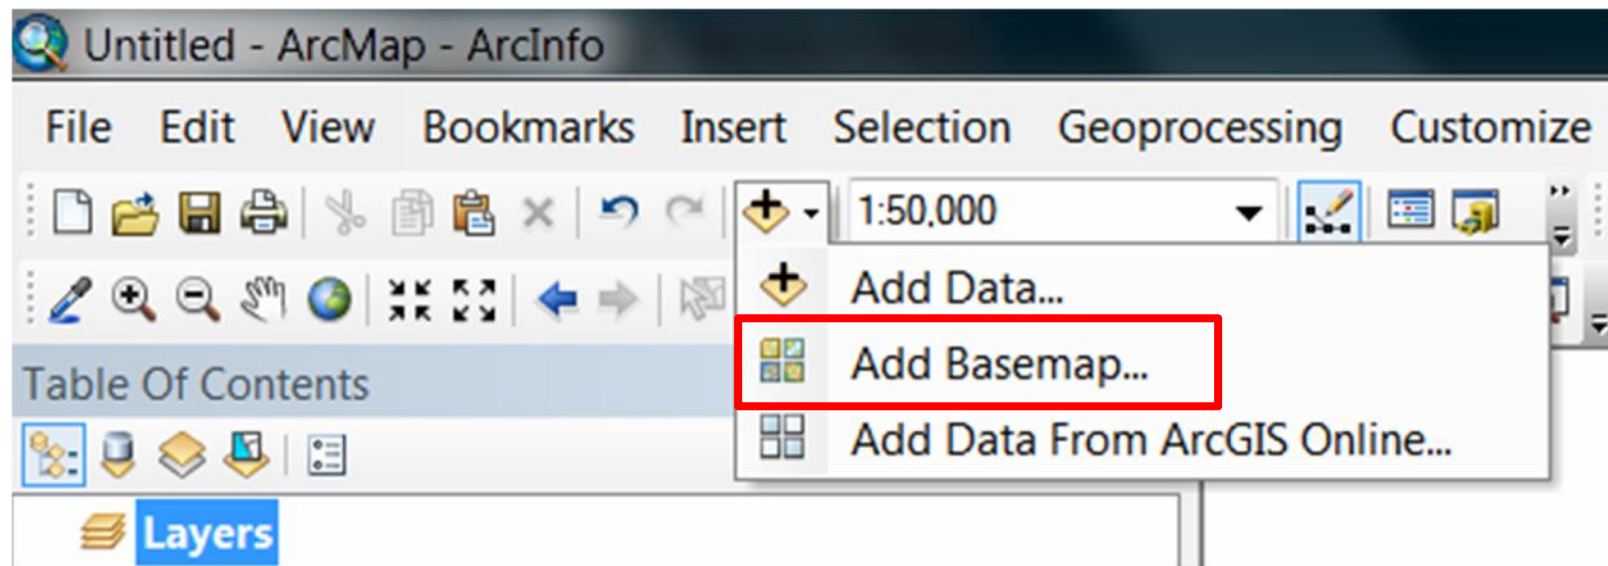 Untitled - ArcMap - ArcInfo
File Edit View Bookmarks Insert Selection Geoprocessing Customize
1:50,000
Add Data...
Add Basemap...
Table Of Contents
Add Data From ArcGIS Online...
Layers